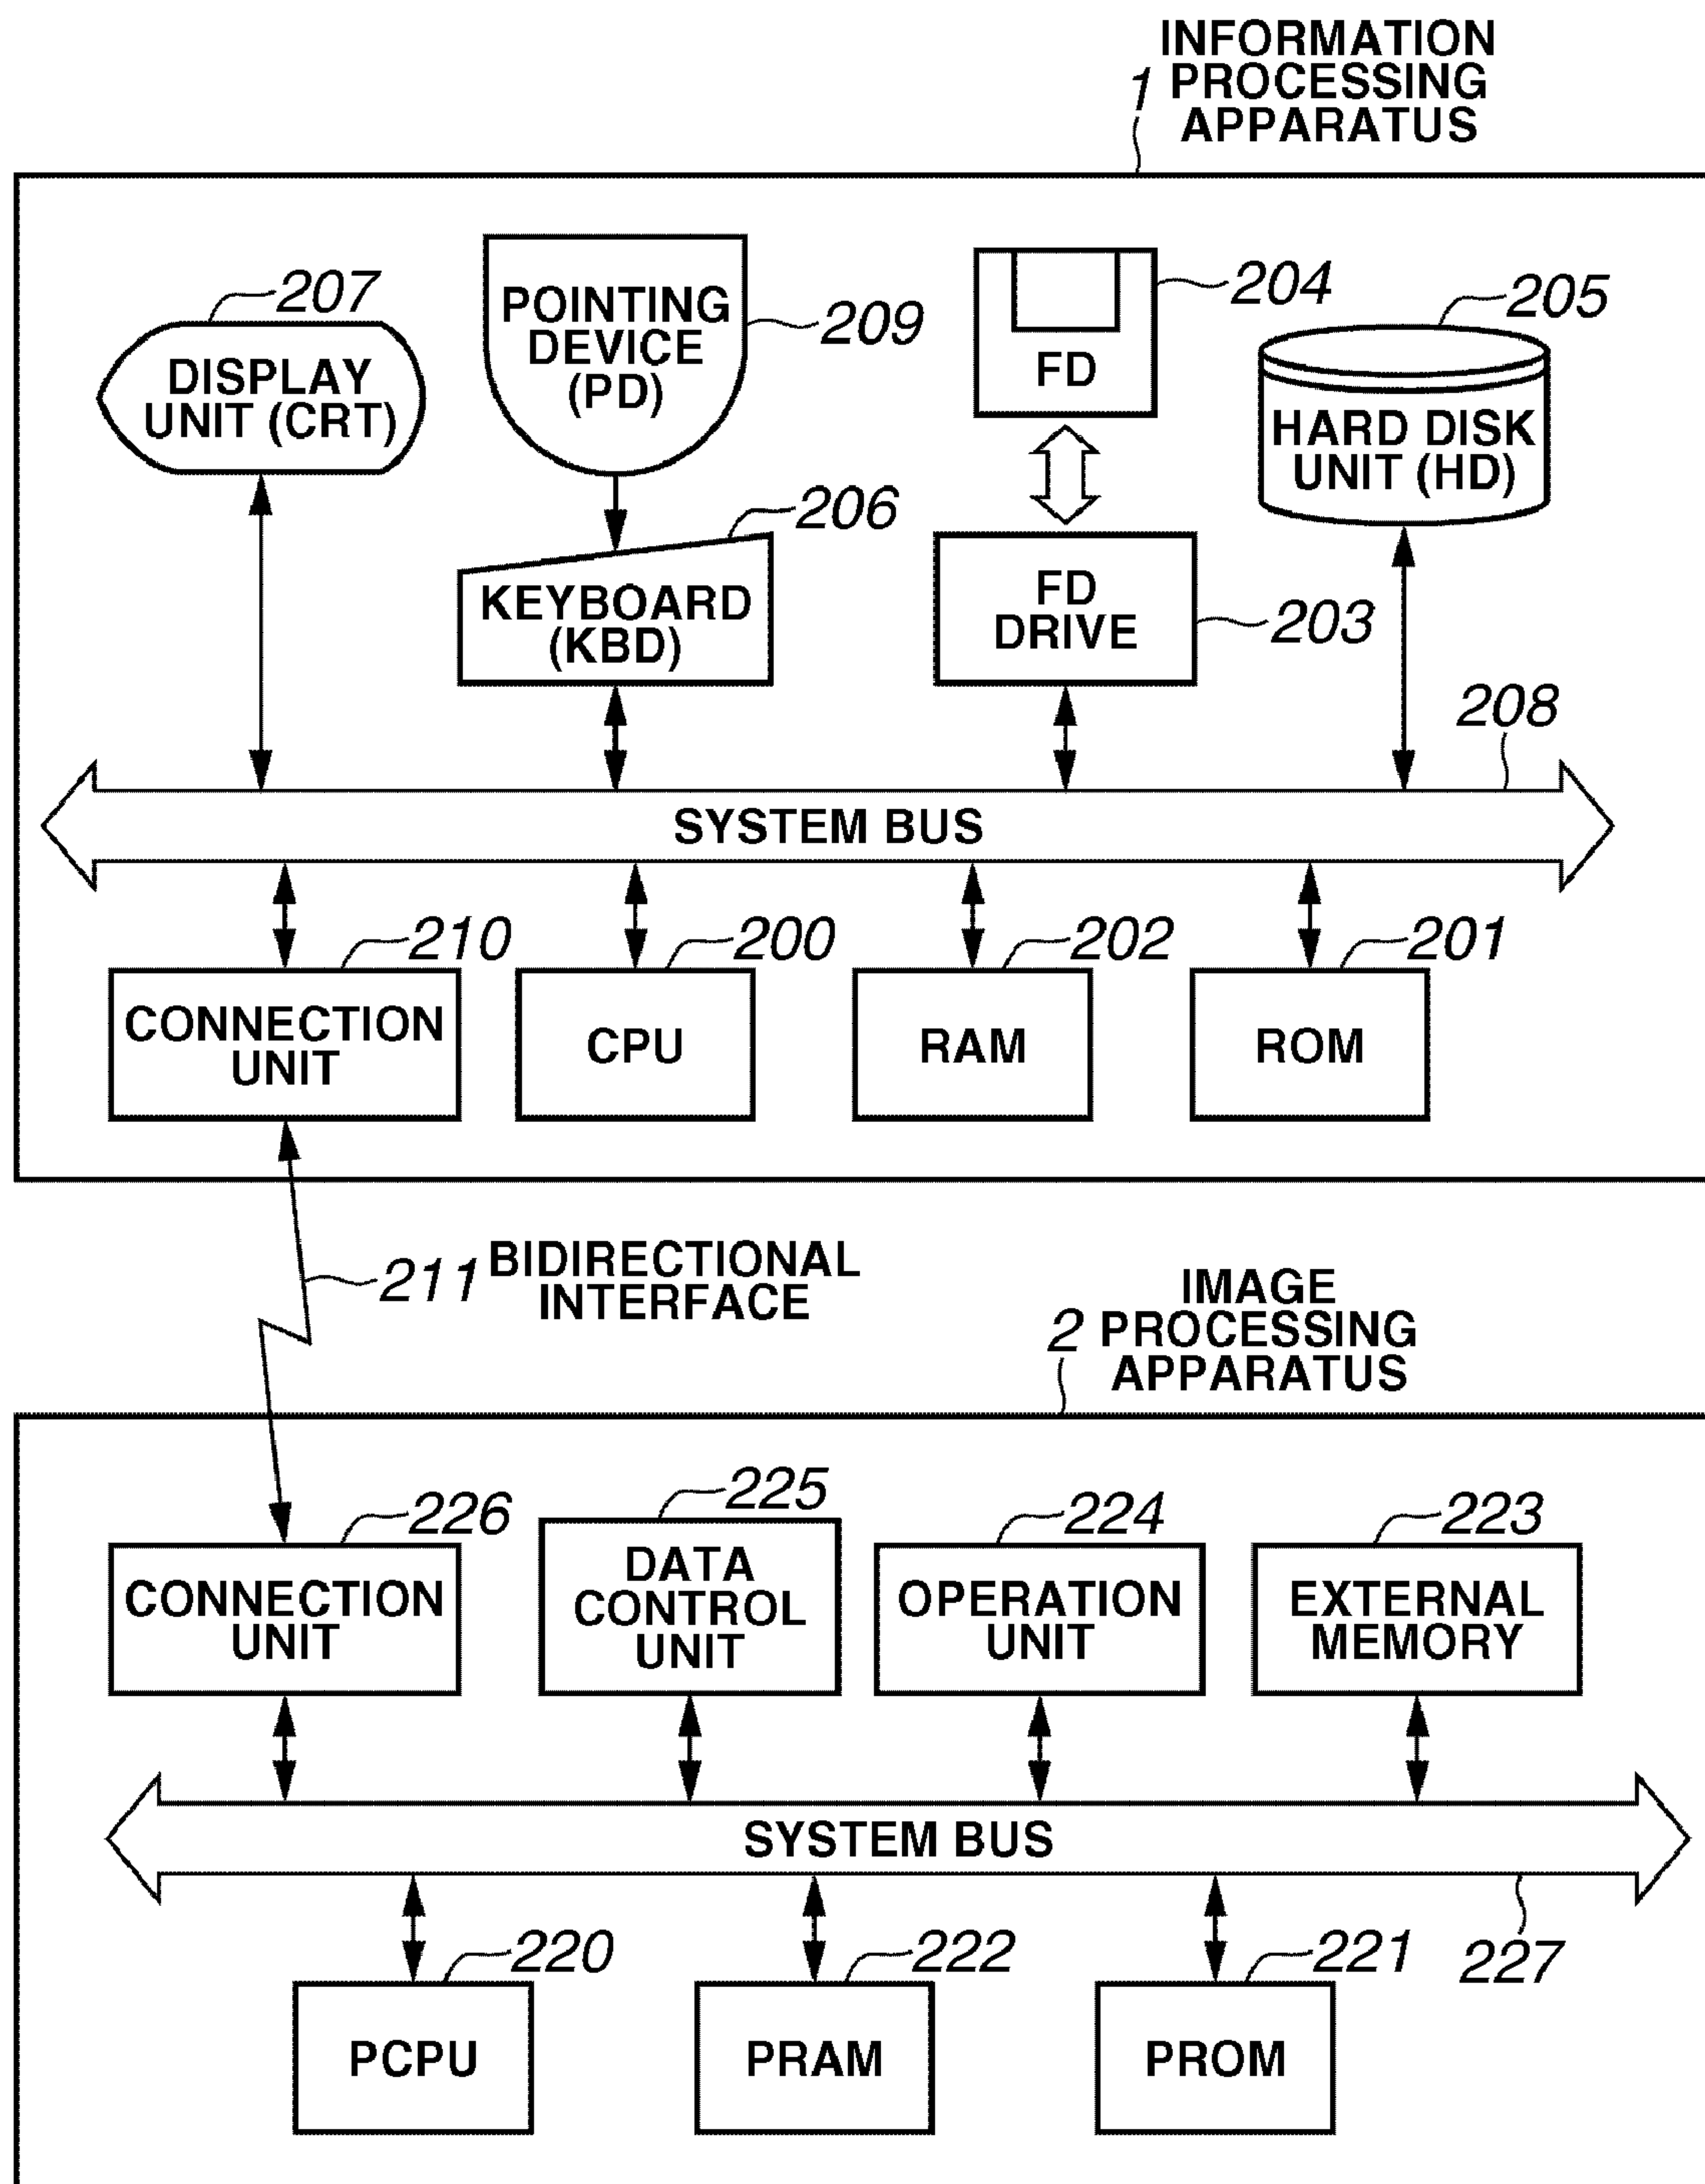 INFORMATION
1 PROCESSING
APPARATUS
207
DISPLAY
UNIT (CRT)
POINTING
DEVICE
(PD)
209
204
FD
205
HARD DISK
UNIT (HD)
206
KEYBOARD
(KBD)
FD
DRIVE
203
208
SYSTEM BUS
210
CONNECTION
UNIT
200
CPU
202
RAM
201
ROM
211 BIDIRECTIONAL
INTERFACE
IMAGE
2 PROCESSING
APPARATUS
226
CONNECTION
UNIT
225
DATA
CONTROL
UNIT
224
OPERATION
UNIT
223
EXTERNAL
MEMORY
SYSTEM BUS
227
220
PCPU
222
PRAM
221
PROM